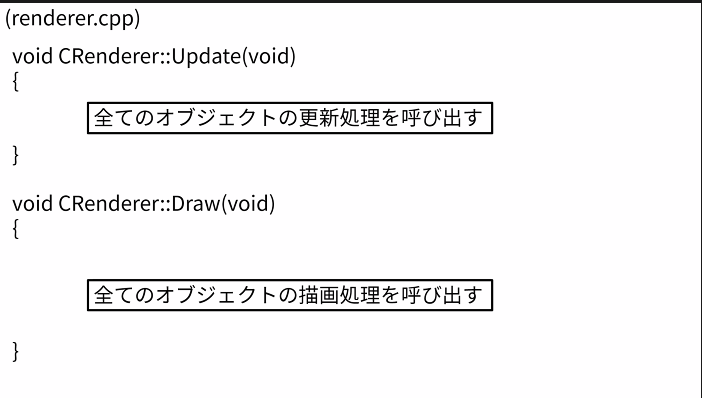 (renderer.cpp)
void CRenderer::Update(void)
{
全てのオブジェクトの更新処理を呼び出す
}
void CRenderer::Draw(void)
{
全てのオブジェクトの描画処理を呼び出す
}